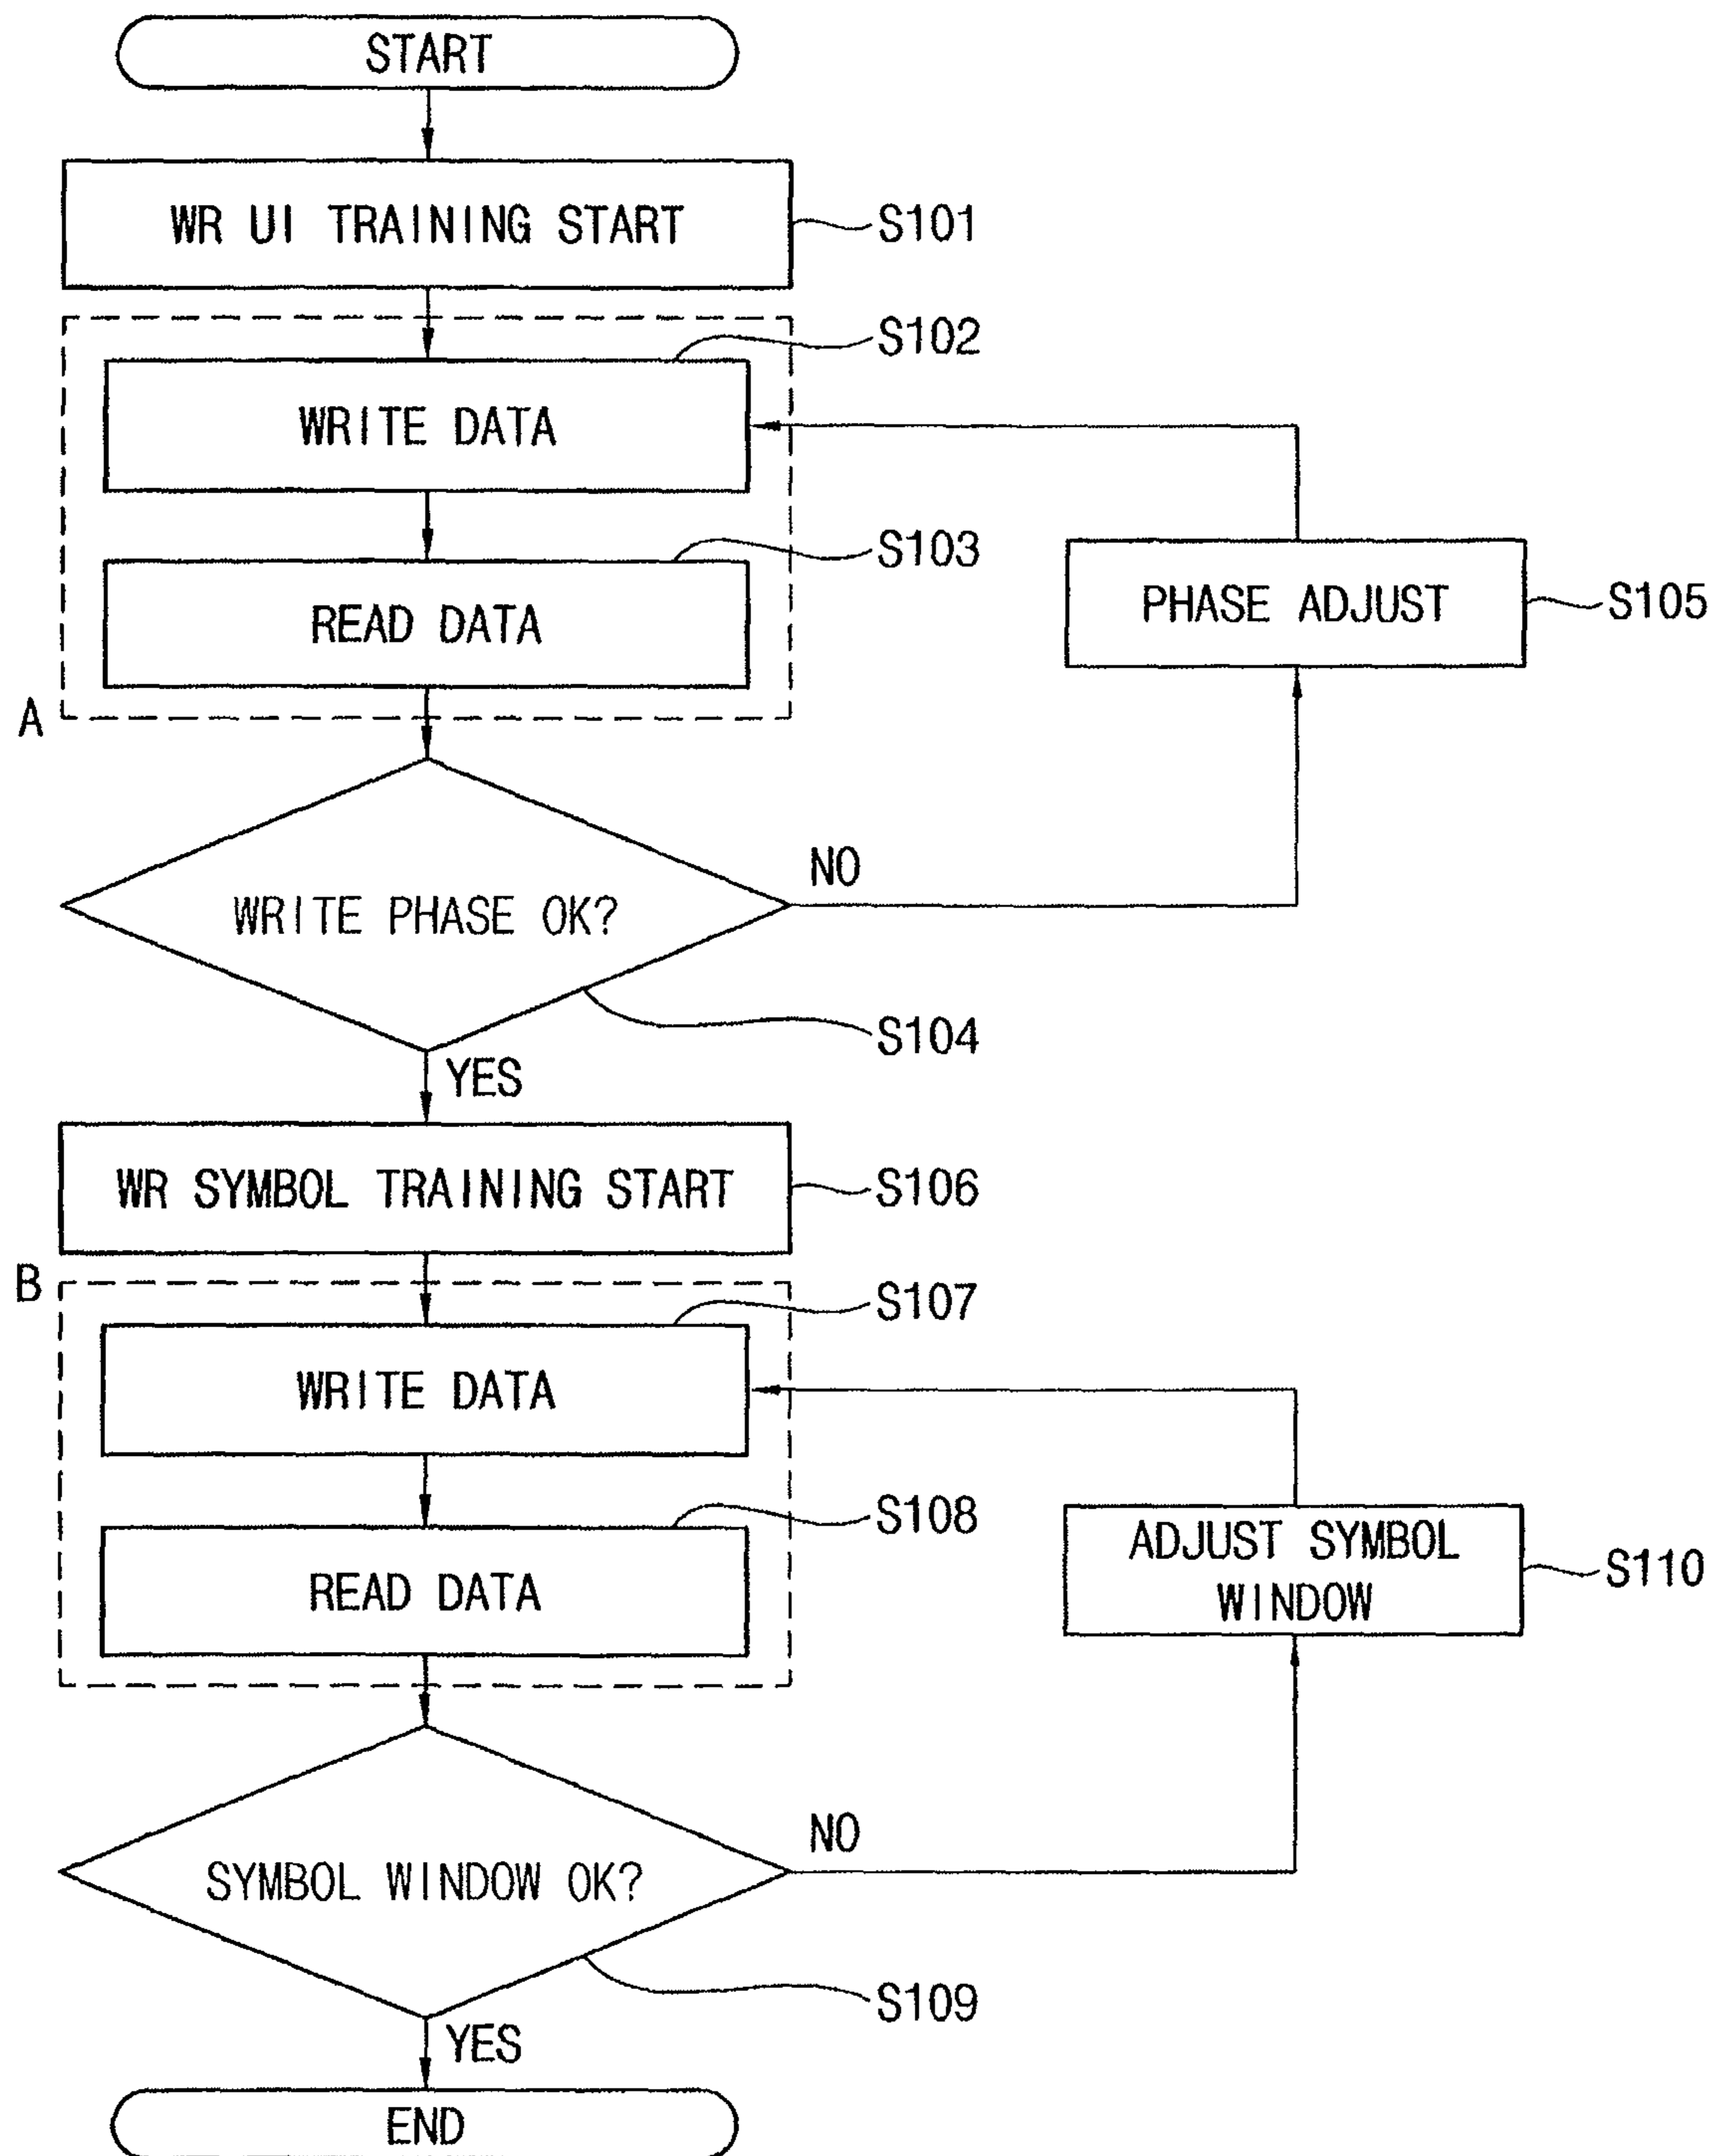 START
WR UI TRAINING START
S101
S102
WRITE DATA
S103
READ DATA
PHASE ADJUST
S105
A
NO
WRITE PHASE OK?
S104
YES
WR SYMBOL TRAINING START
S106
B
S107
WRITE DATA
S108
READ DATA
ADJUST SYMBOL
WINDOW
S110
NO
SYMBOL WINDOW OK?
S109
YES
END